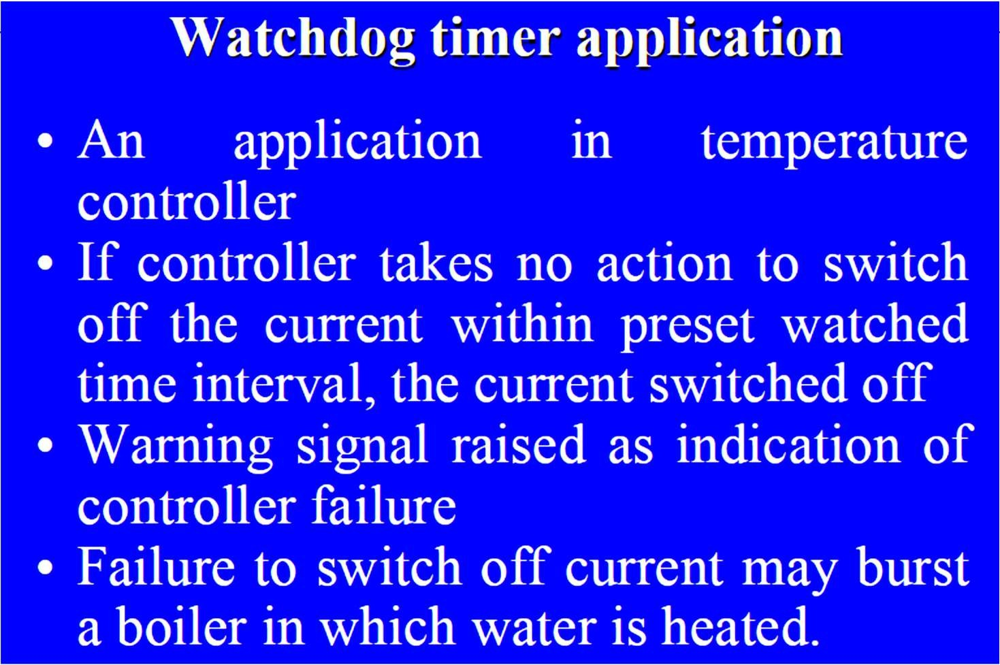 Watchdog timer application
• An application in temperature
controller
• If controller takes no action to switch
off the current within preset watched
time interval, the current switched off
• Warning signal raised as indication of
controller failure
• Failure to switch off current may burst
a boiler in which water is heated.